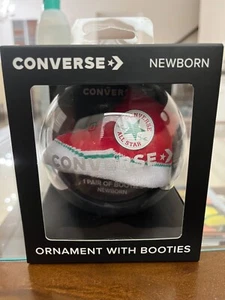 CONVERSE
NEWBORN
CONVERSE
ALL STAR
CONVERSE
1 PAIR OF BOOTIES
NEWBORN
ORNAMENT WITH BOOTIES